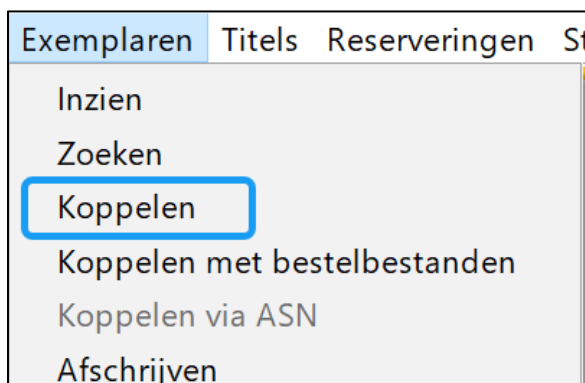 Exemplaren Titels Reserveringen
Inzien
Zoeken
Koppelen
Koppelen met bestelbestanden
Koppelen via ASN
Afschrijven